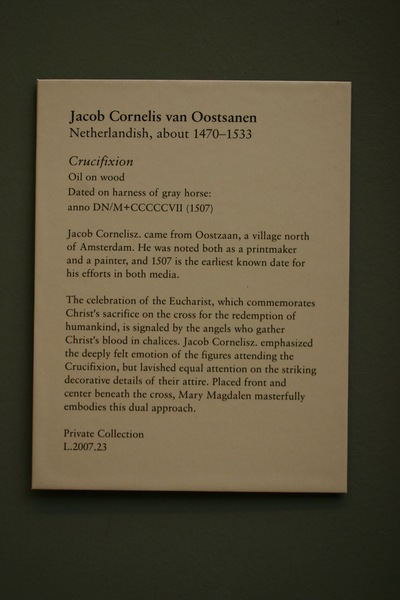 Jacob Cornelis van Oostsanen
Netherlandish, about 1470–1533
Crucifixion
Oil on wood
Dated on harness of gray horse:
anno DN/M+CCCCCVII (1507)
Jacob Cornelisz. came from Oostzaan, a village north
of Amsterdam. He was noted both as a printmaker
and a painter, and 1507 is the earliest known date for
his efforts in both media.
The celebration of the Eucharist, which commemorates
Christ's sacrifice on the cross for the redemption of
humankind, is signaled by the angels who gather
Christ's blood in chalices. Jacob Cornelisz. emphasized
the deeply felt emotion of the figures attending the
Crucifixion, but lavished equal attention on the striking
decorative details of their attire. Placed front and
center beneath the cross, Mary Magdalen masterfully
embodies this dual approach.
Private Collection
L.2007.23